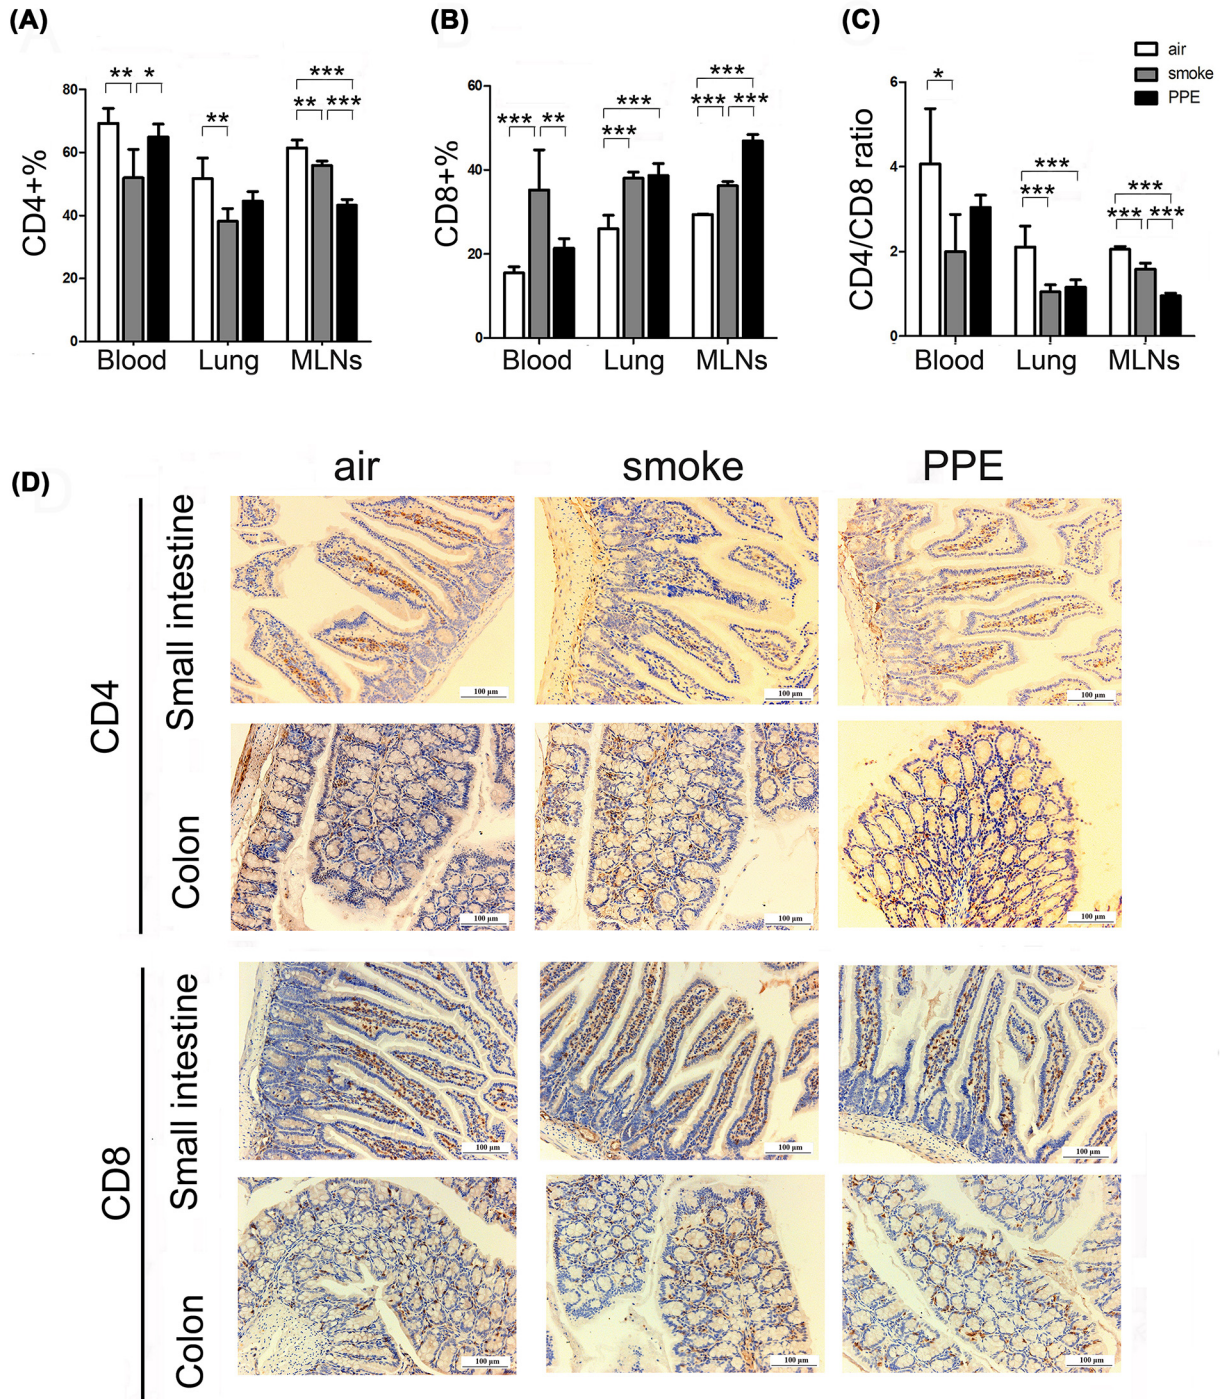 (A)
(B)
(C)
air
smoke
PPE
CD4+%
80
60
40
20
0
** *
**
***
** ***
Blood Lung MLNs
CD8+%
60
40
20
0
*** **
***
***
***
*** ***
Blood Lung MLNs
CD4/CD8 ratio
6
4
2
0
*
***
***
***
*** ***
Blood Lung MLNs
(D)
air smoke PPE
CD4
Small intestine
100 μm
100 μm
100 μm
Colon
100 μm
100 μm
100 μm
CD8
Small intestine
100 μm
100 μm
100 μm
Colon
100 μm
100 μm
100 μm